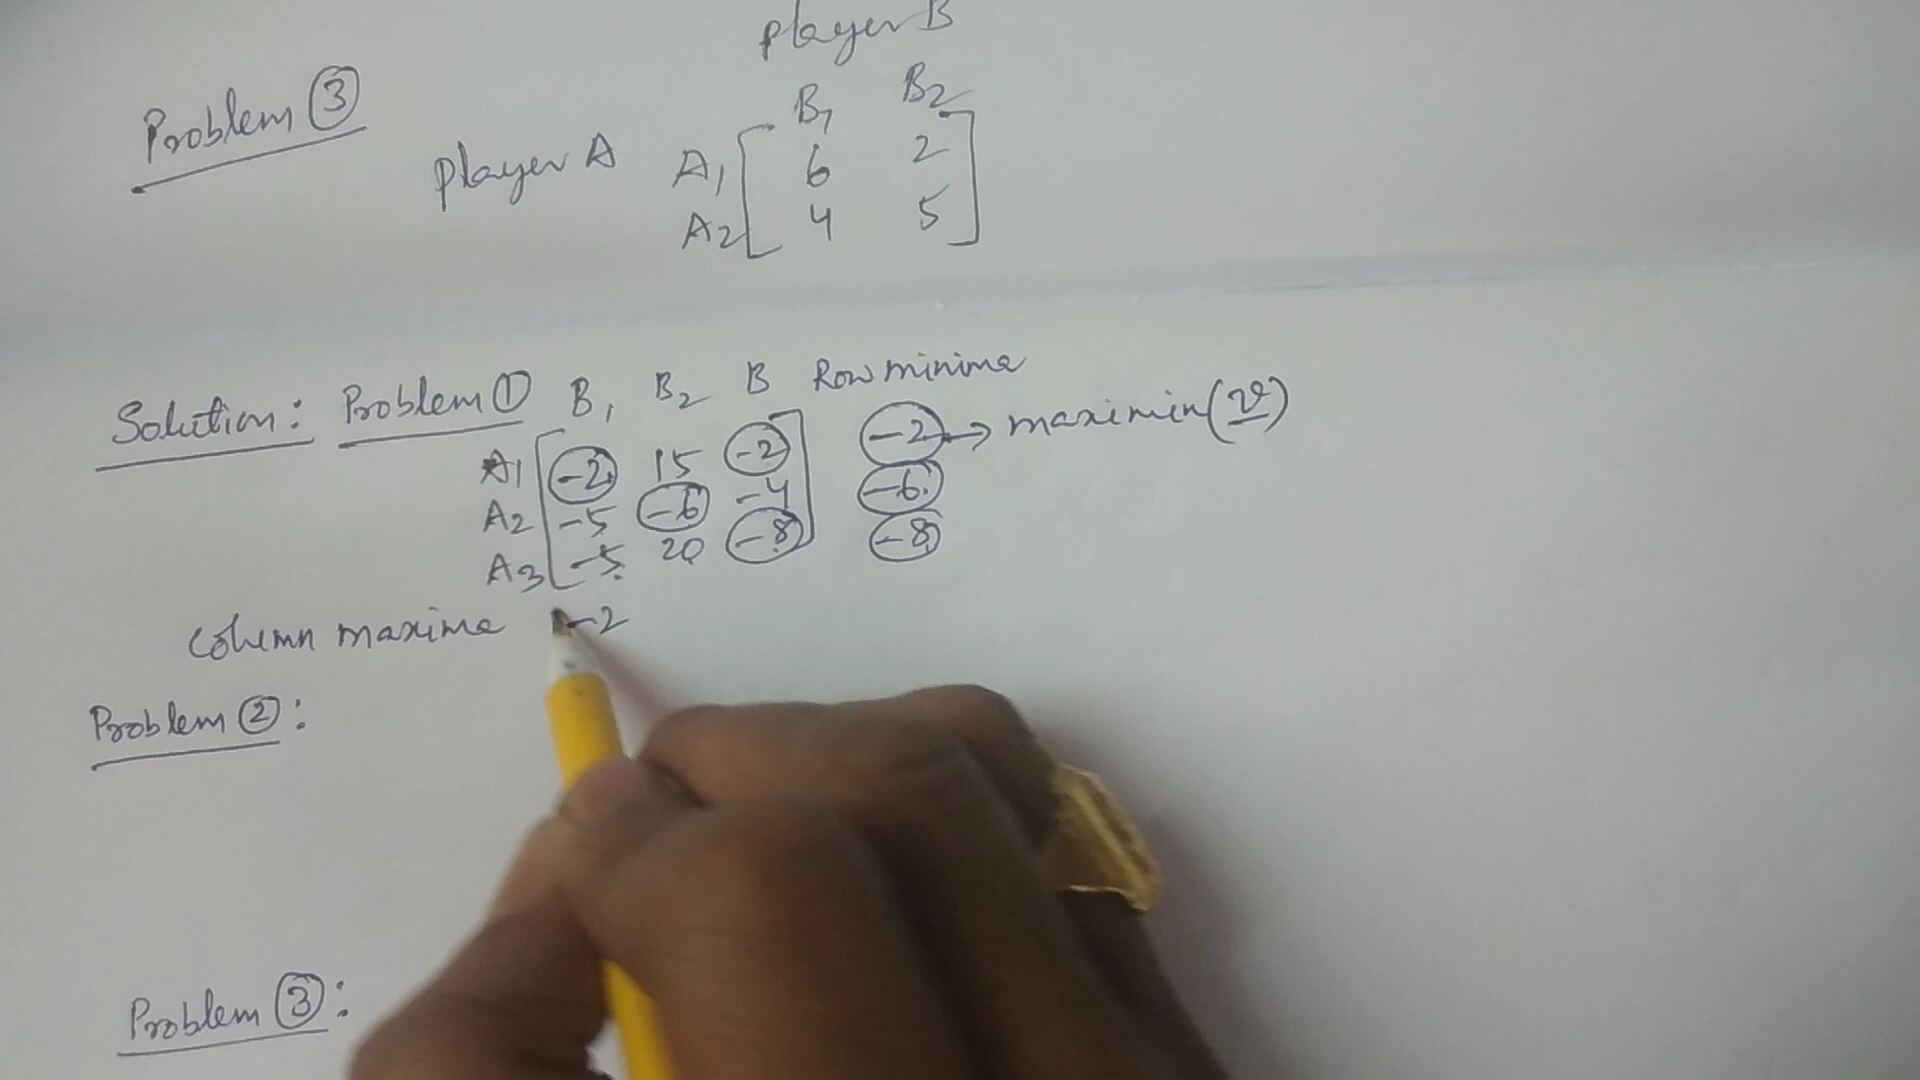 Player B
Problem ③
B1 B2
Player A A1 [ 6 2 ]
A2 [ 4 5 ]
Solution: Problem ① B1 B2 B Row minima
A1 [ -2 15 -2 ] -2 → maximin(v)
A2 [ -5 -6 -4 ] -6
A3 [ -5 20 -8 ] -8
Column maxima -2
Problem ②:
Problem ③: